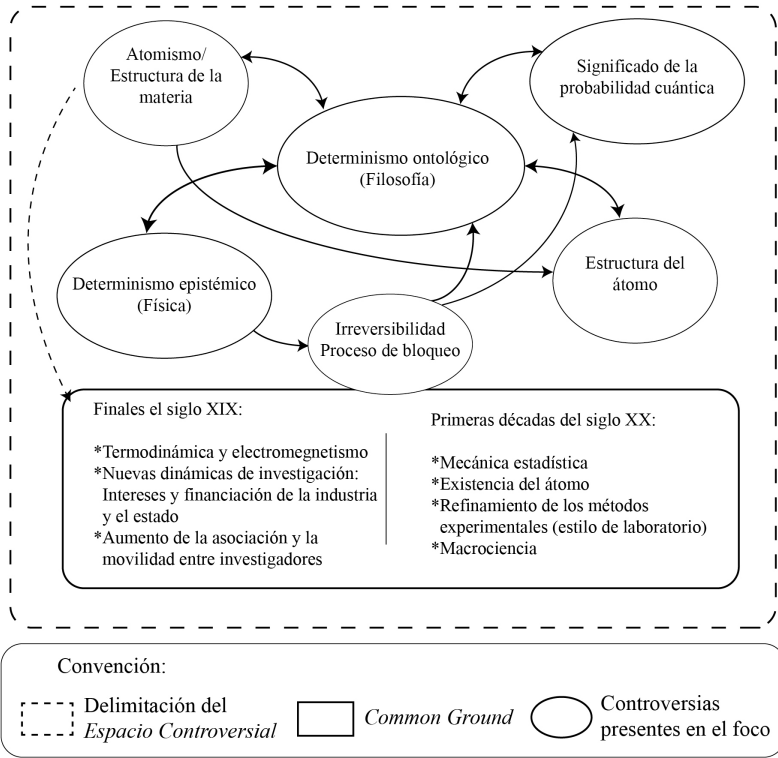 Atomismo/
Estructura de la
materia
Significado de la
probabilidad cuántica
Determinismo ontológico
(Filosofía)
Determinismo epistémico
(Física)
Estructura del
átomo
Irreversibilidad
Proceso de bloqueo
Finales el siglo XIX:
*Termodinámica y electromegnetismo
*Nuevas dinámicas de investigación:
Intereses y financiación de la industria
y el estado
*Aumento de la asociación y la
movilidad entre investigadores
Primeras décadas del siglo XX:
*Mecánica estadística
*Existencia del átomo
*Refinamiento de los métodos
experimentales (estilo de laboratorio)
*Macrociencia
Convención:
Delimitación del
Espacio Controversial
Common Ground
Controversias
presentes en el foco